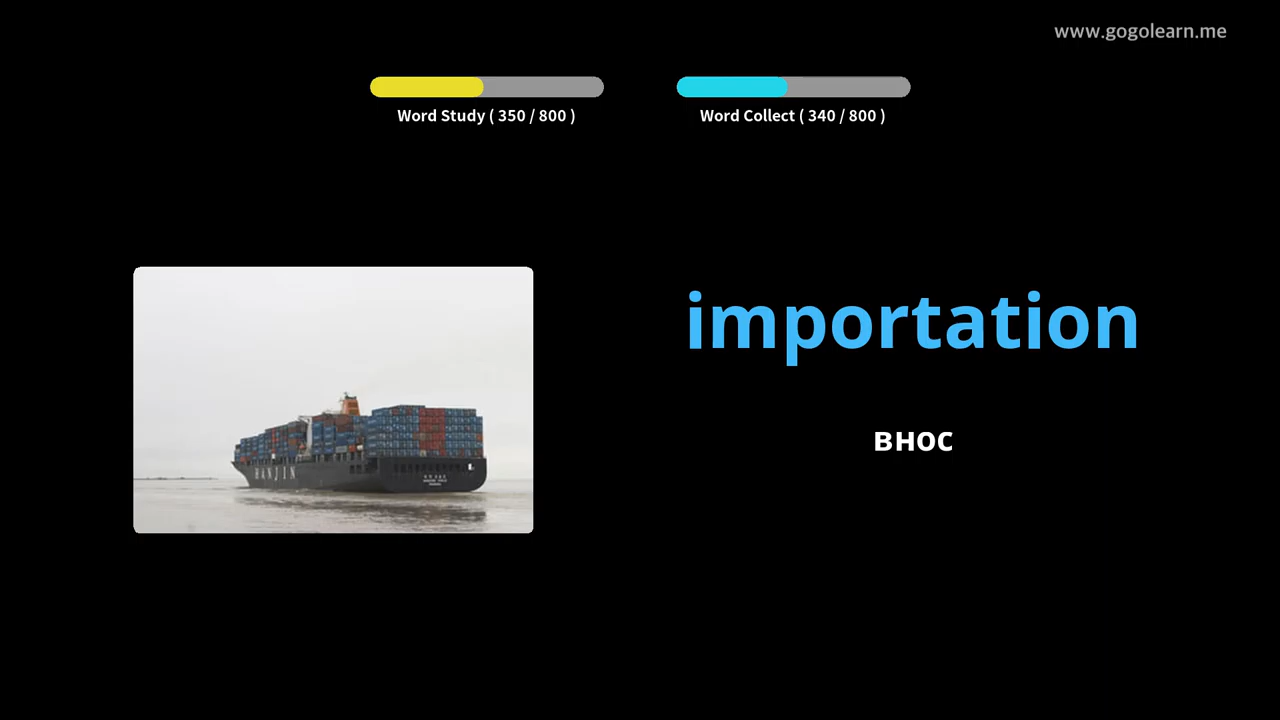 www.gogolearn.me
Word Study ( 350 / 800 )
Word Collect ( 340 / 800 )
importation
внос
HANJIN